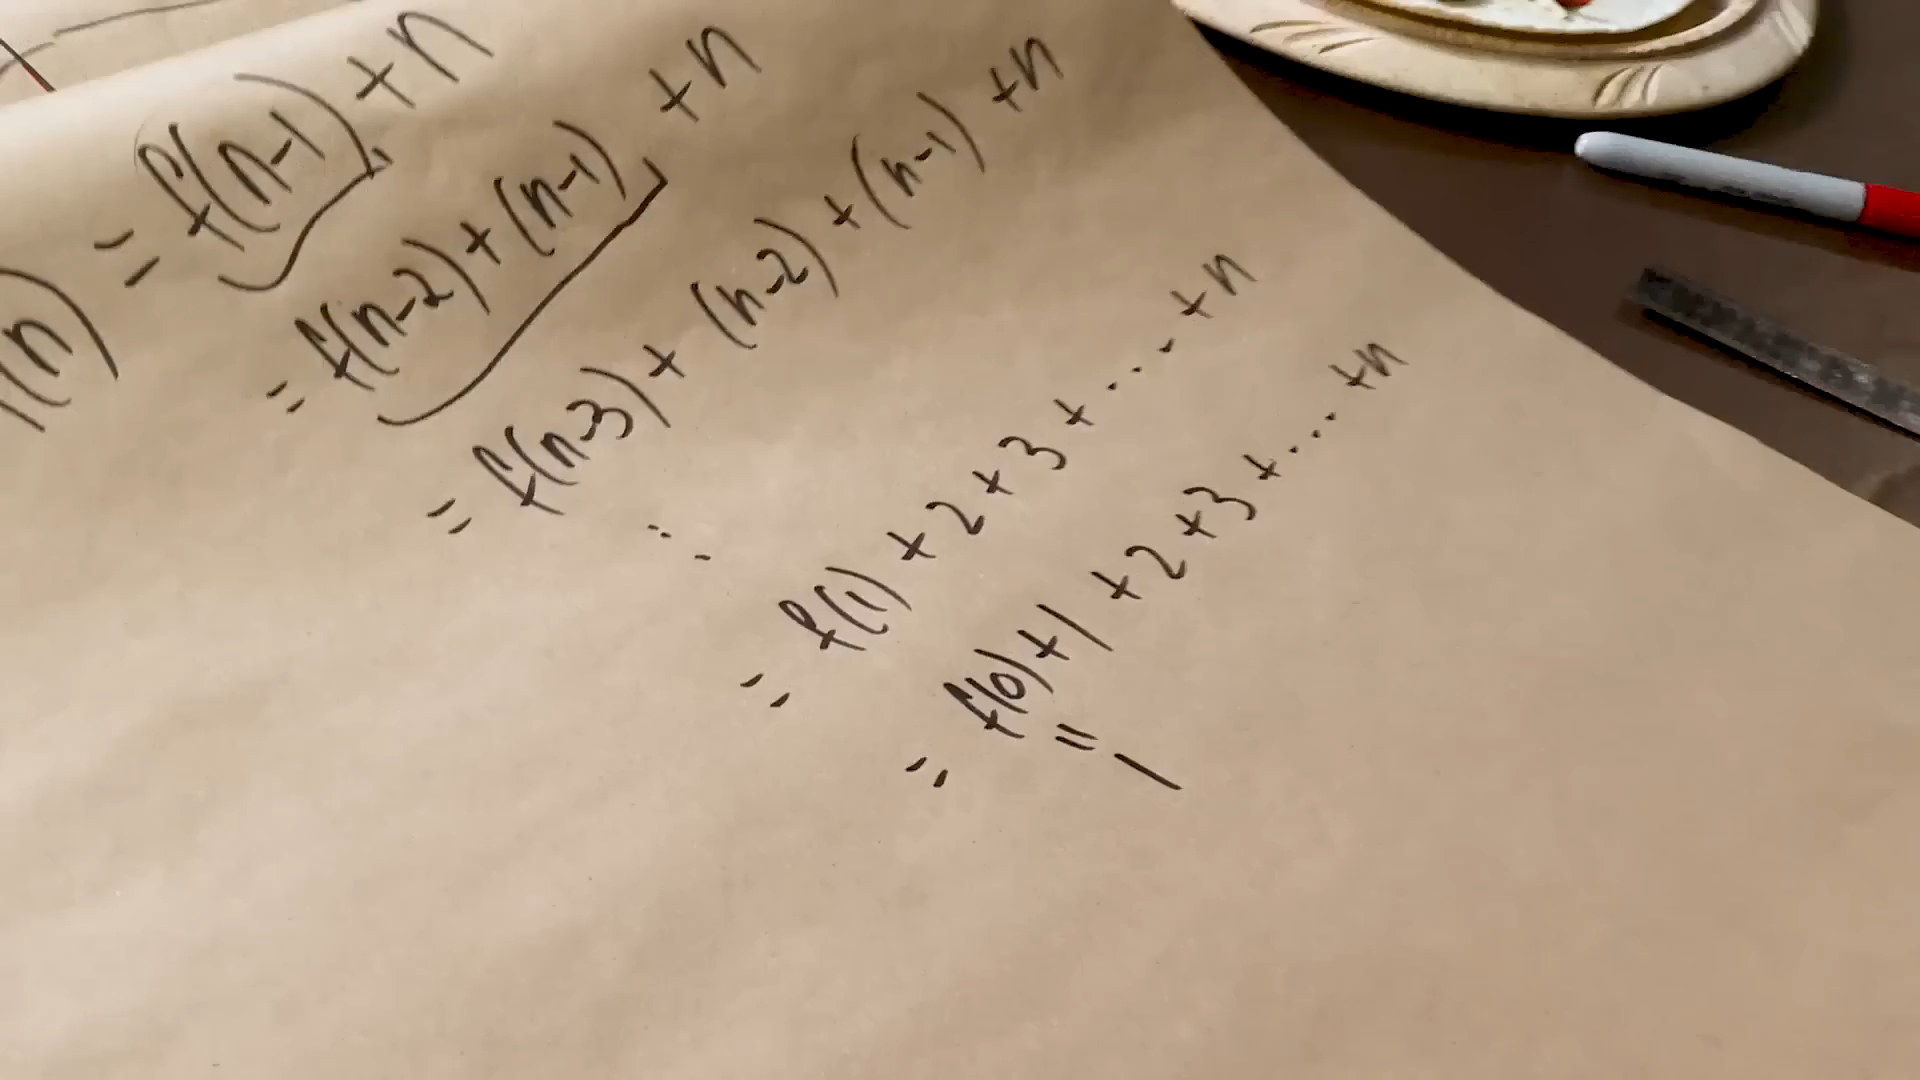 f(n) = f(n-1) + n
= f(n-2) + (n-1) + n
= f(n-3) + (n-2) + (n-1) + n
⋮
= f(1) + 2 + 3 + ... + n
= f(0) + 1 + 2 + 3 + ... + n
= 1